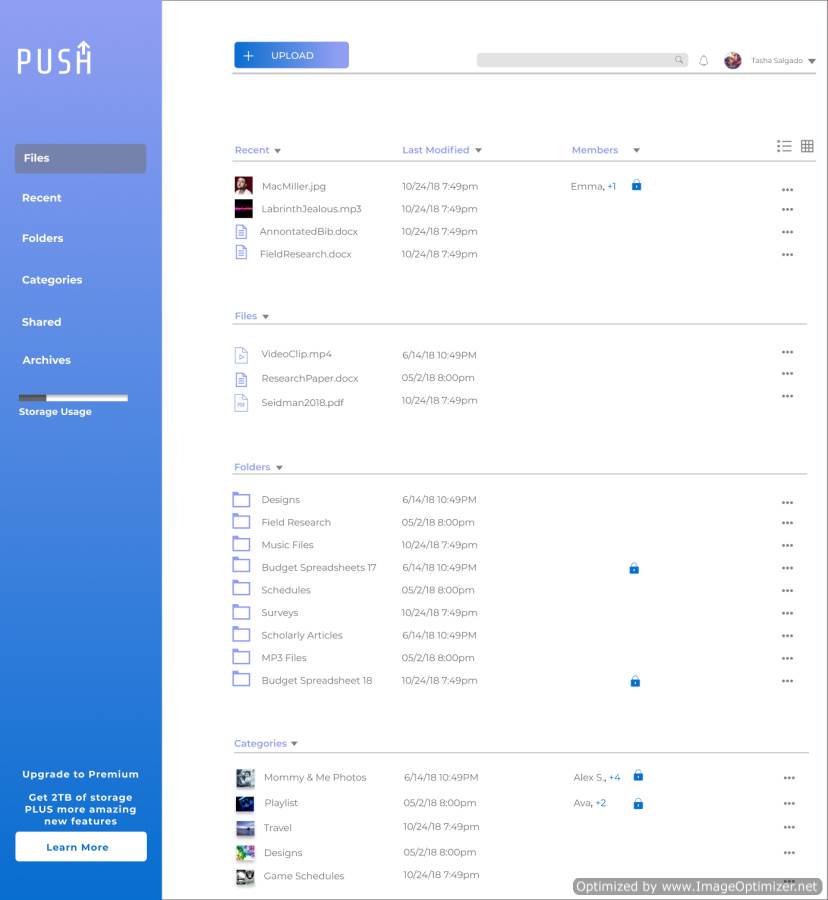 PUSH
UPLOAD
Tasha Salgado
Files
Recent
Folders
Categories
Shared
Archives
Storage Usage
Upgrade to Premium
Get 2TB of storage
PLUS more amazing
new features
Learn More
Recent Last Modified Members
MacMiller.jpg 10/24/18 7:49pm Emma, +1
LabrinthJealous.mp3 10/24/18 7:49pm
AnnontatedBib.docx 10/24/18 7:49pm
FieldResearch.docx 10/24/18 7:49pm
Files
VideoClip.mp4 6/14/18 10:49PM
ResearchPaper.docx 05/2/18 8:00pm
PDF Seidman2018.pdf 10/24/18 7:49pm
Folders
Designs 6/14/18 10:49PM
Field Research 05/2/18 8:00pm
Music Files 10/24/18 7:49pm
Budget Spreadsheets 17 6/14/18 10:49PM
Schedules 05/2/18 8:00pm
Surveys 10/24/18 7:49pm
Scholarly Articles 6/14/18 10:49PM
MP3 Files 05/2/18 8:00pm
Budget Spreadsheet 18 10/24/18 7:49pm
Categories
Mommy & Me Photos 6/14/18 10:49PM Alex S., +4
Playlist 05/2/18 8:00pm Ava, +2
Travel 10/24/18 7:49pm
Designs 05/2/18 8:00pm
Game Schedules 10/24/18 7:49pm
Optimized by www.ImageOptimizer.net